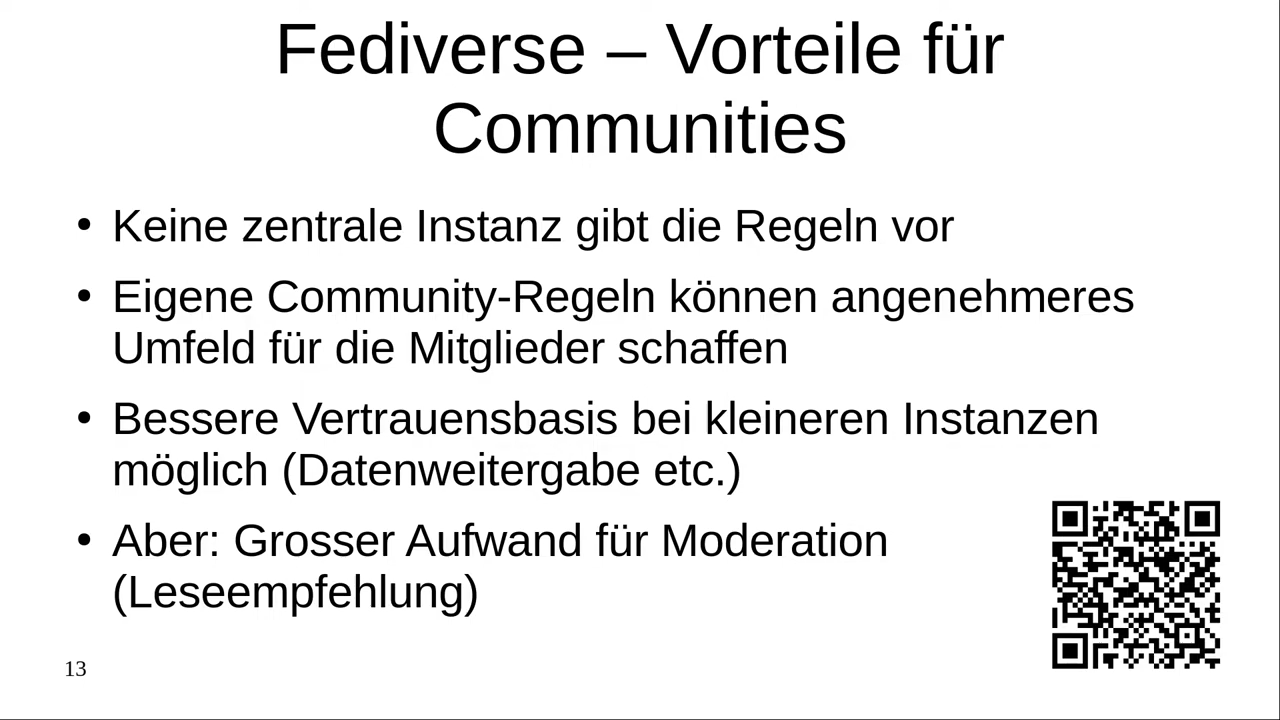 Fediverse – Vorteile für
Communities
• Keine zentrale Instanz gibt die Regeln vor
• Eigene Community-Regeln können angenehmeres
Umfeld für die Mitglieder schaffen
• Bessere Vertrauensbasis bei kleineren Instanzen
möglich (Datenweitergabe etc.)
• Aber: Grosser Aufwand für Moderation
(Leseempfehlung)
13